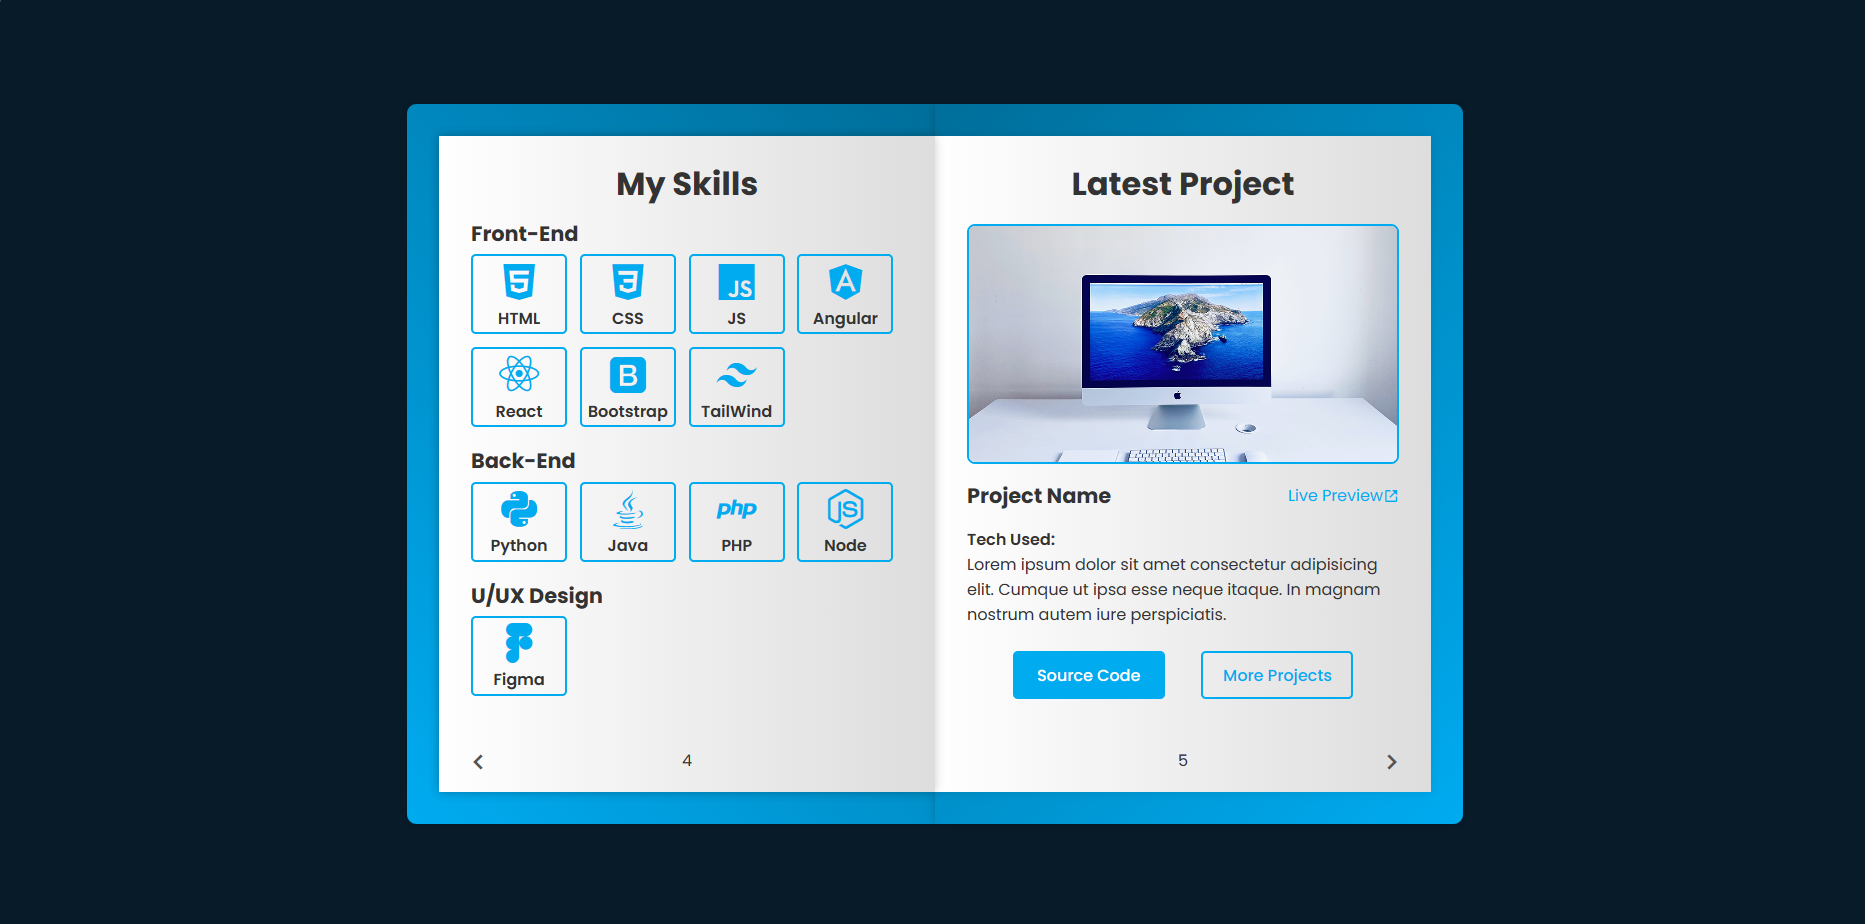 My Skills
Front-End
HTML
CSS
JS
JS
Angular
React
B
Bootstrap
TailWind
Back-End
Python
Java
php
PHP
JS
Node
U/UX Design
Figma
4
Latest Project
Project Name
Live Preview
Tech Used:
Lorem ipsum dolor sit amet consectetur adipisicing
elit. Cumque ut ipsa esse neque itaque. In magnam
nostrum autem iure perspiciatis.
Source Code
More Projects
5